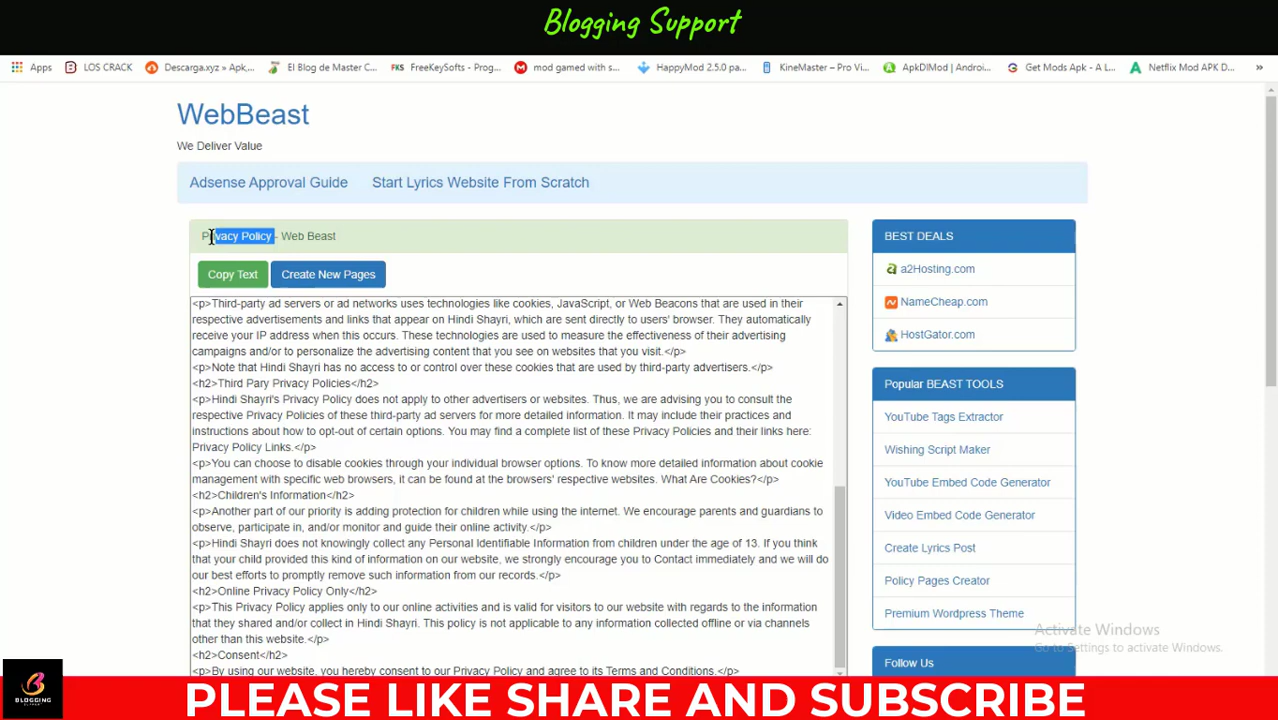 Blogging Support
Apps LOS CRACK Descarga.xyz » Apk,... El Blog de Master C... FKS FreeKeySofts - Prog... mod gamed with s... HappyMod 2.5.0 pa... KineMaster – Pro Vi... ApkDlMod | Androi... Get Mods Apk - A L... Netflix Mod APK D... »
WebBeast
We Deliver Value
Adsense Approval Guide Start Lyrics Website From Scratch
Privacy Policy - Web Beast
Copy Text Create New Pages
<p>Third-party ad servers or ad networks uses technologies like cookies, JavaScript, or Web Beacons that are used in their
respective advertisements and links that appear on Hindi Shayri, which are sent directly to users' browser. They automatically
receive your IP address when this occurs. These technologies are used to measure the effectiveness of their advertising
campaigns and/or to personalize the advertising content that you see on websites that you visit.</p>
<p>Note that Hindi Shayri has no access to or control over these cookies that are used by third-party advertisers.</p>
<h2>Third Pary Privacy Policies</h2>
<p>Hindi Shayri's Privacy Policy does not apply to other advertisers or websites. Thus, we are advising you to consult the
respective Privacy Policies of these third-party ad servers for more detailed information. It may include their practices and
instructions about how to opt-out of certain options. You may find a complete list of these Privacy Policies and their links here:
Privacy Policy Links.</p>
<p>You can choose to disable cookies through your individual browser options. To know more detailed information about cookie
management with specific web browsers, it can be found at the browsers' respective websites. What Are Cookies?</p>
<h2>Children's Information</h2>
<p>Another part of our priority is adding protection for children while using the internet. We encourage parents and guardians to
observe, participate in, and/or monitor and guide their online activity.</p>
<p>Hindi Shayri does not knowingly collect any Personal Identifiable Information from children under the age of 13. If you think
that your child provided this kind of information on our website, we strongly encourage you to Contact immediately and we will do
our best efforts to promptly remove such information from our records.</p>
<h2>Online Privacy Policy Only</h2>
<p>This Privacy Policy applies only to our online activities and is valid for visitors to our website with regards to the information
that they shared and/or collect in Hindi Shayri. This policy is not applicable to any information collected offline or via channels
other than this website.</p>
<h2>Consent</h2>
<p>By using our website, you hereby consent to our Privacy Policy and agree to its Terms and Conditions.</p>
BEST DEALS
a2Hosting.com
NameCheap.com
HostGator.com
Popular BEAST TOOLS
YouTube Tags Extractor
Wishing Script Maker
YouTube Embed Code Generator
Video Embed Code Generator
Create Lyrics Post
Policy Pages Creator
Premium Wordpress Theme
Follow Us
Activate Windows
Go to Settings to activate Windows.
BLOGGING
PLEASE LIKE SHARE AND SUBSCRIBE